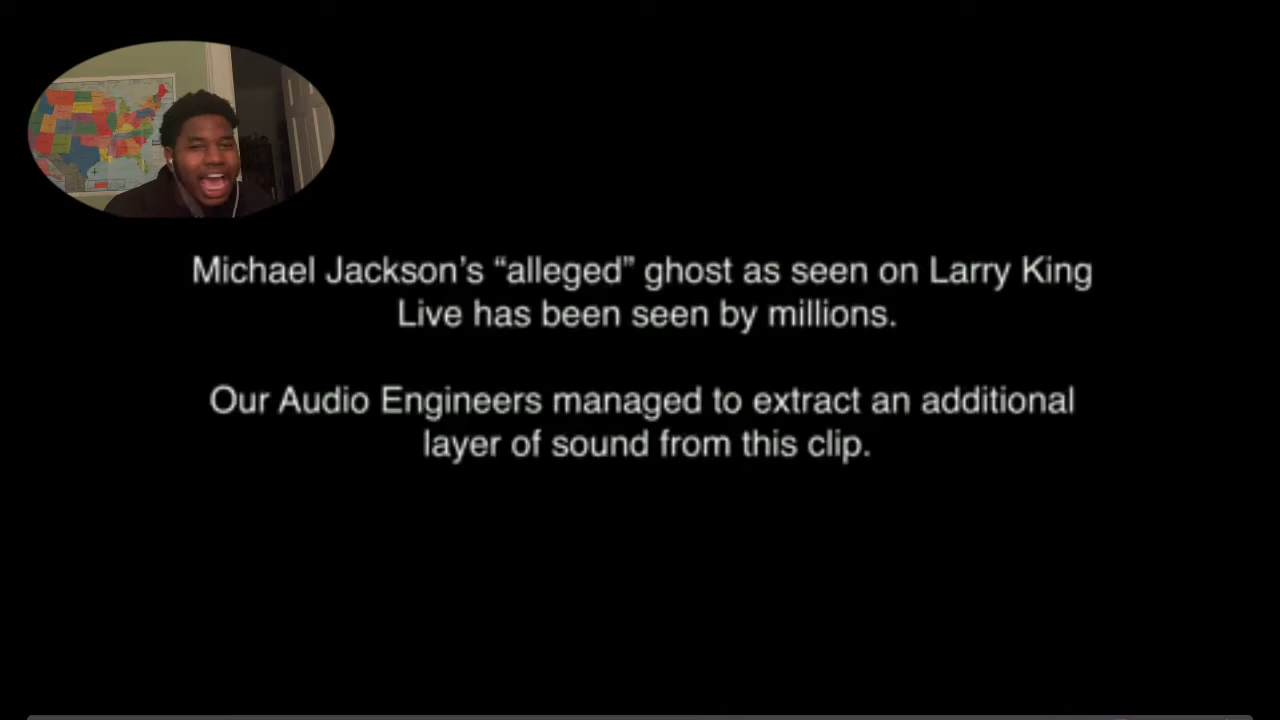 Michael Jackson's “alleged” ghost as seen on Larry King
Live has been seen by millions.
Our Audio Engineers managed to extract an additional
layer of sound from this clip.